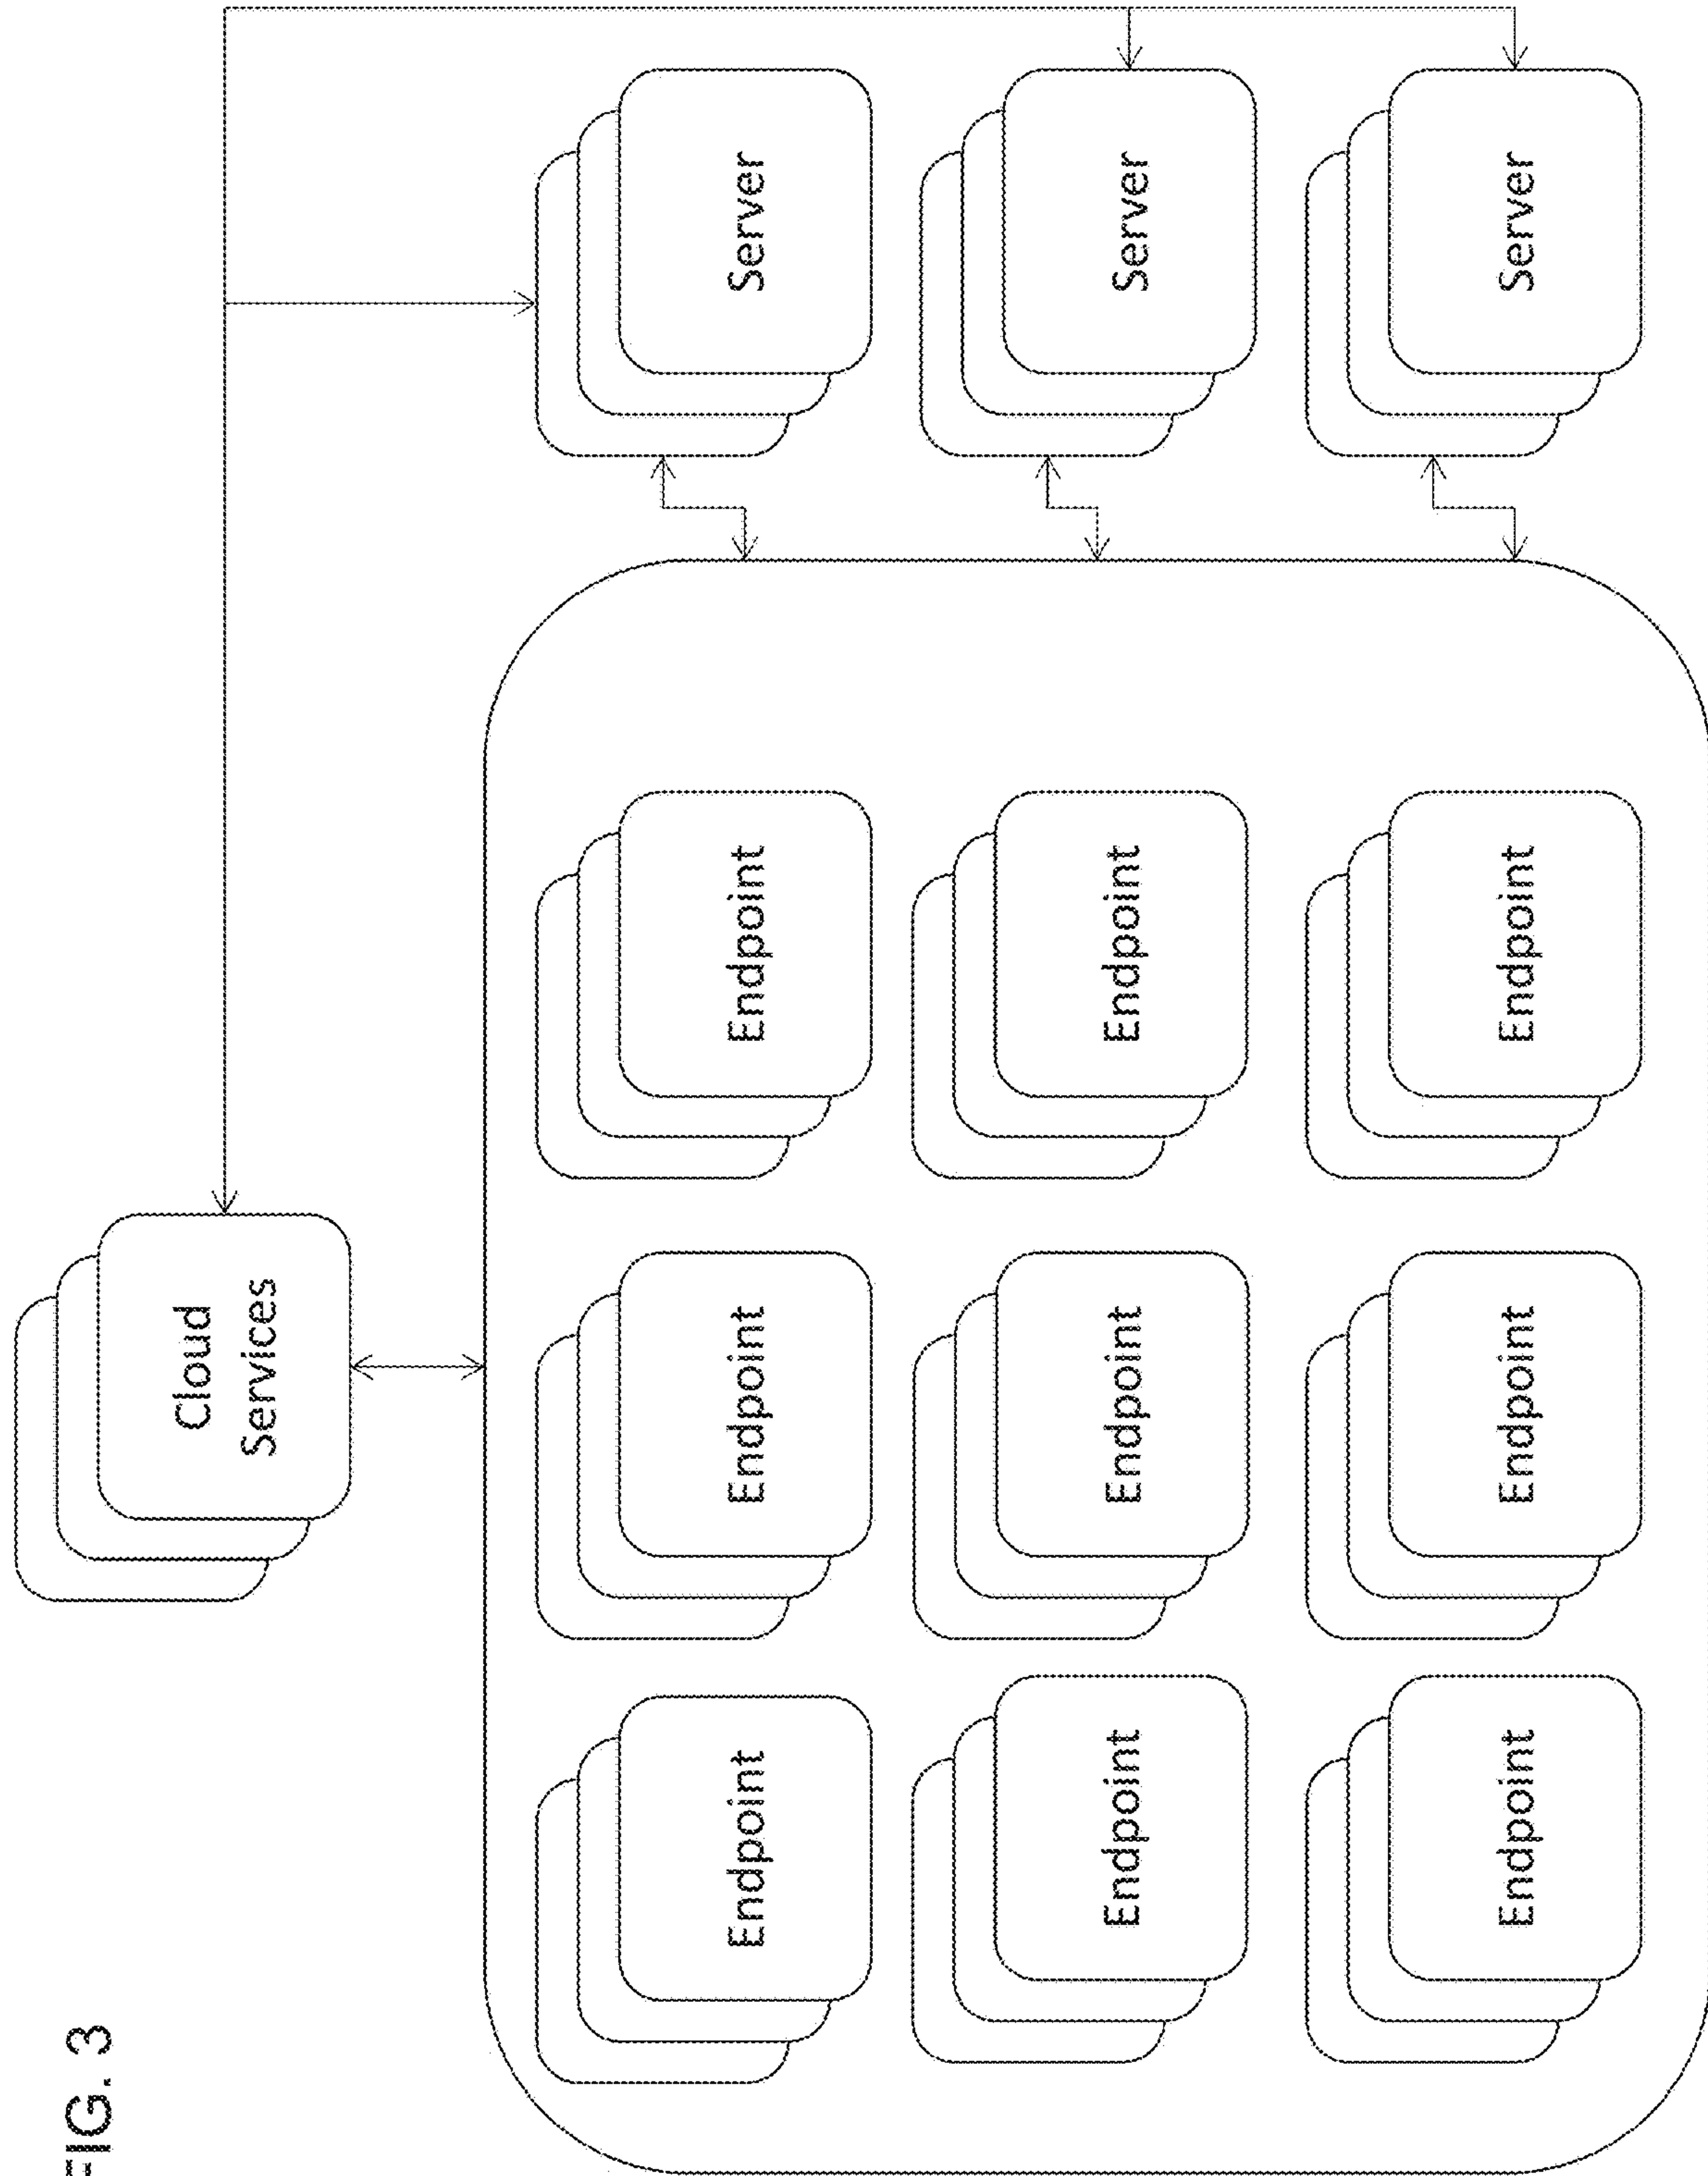 FIG. 3
Cloud
Services
Endpoint
Endpoint
Endpoint
Server
Endpoint
Endpoint
Endpoint
Server
Endpoint
Endpoint
Endpoint
Server